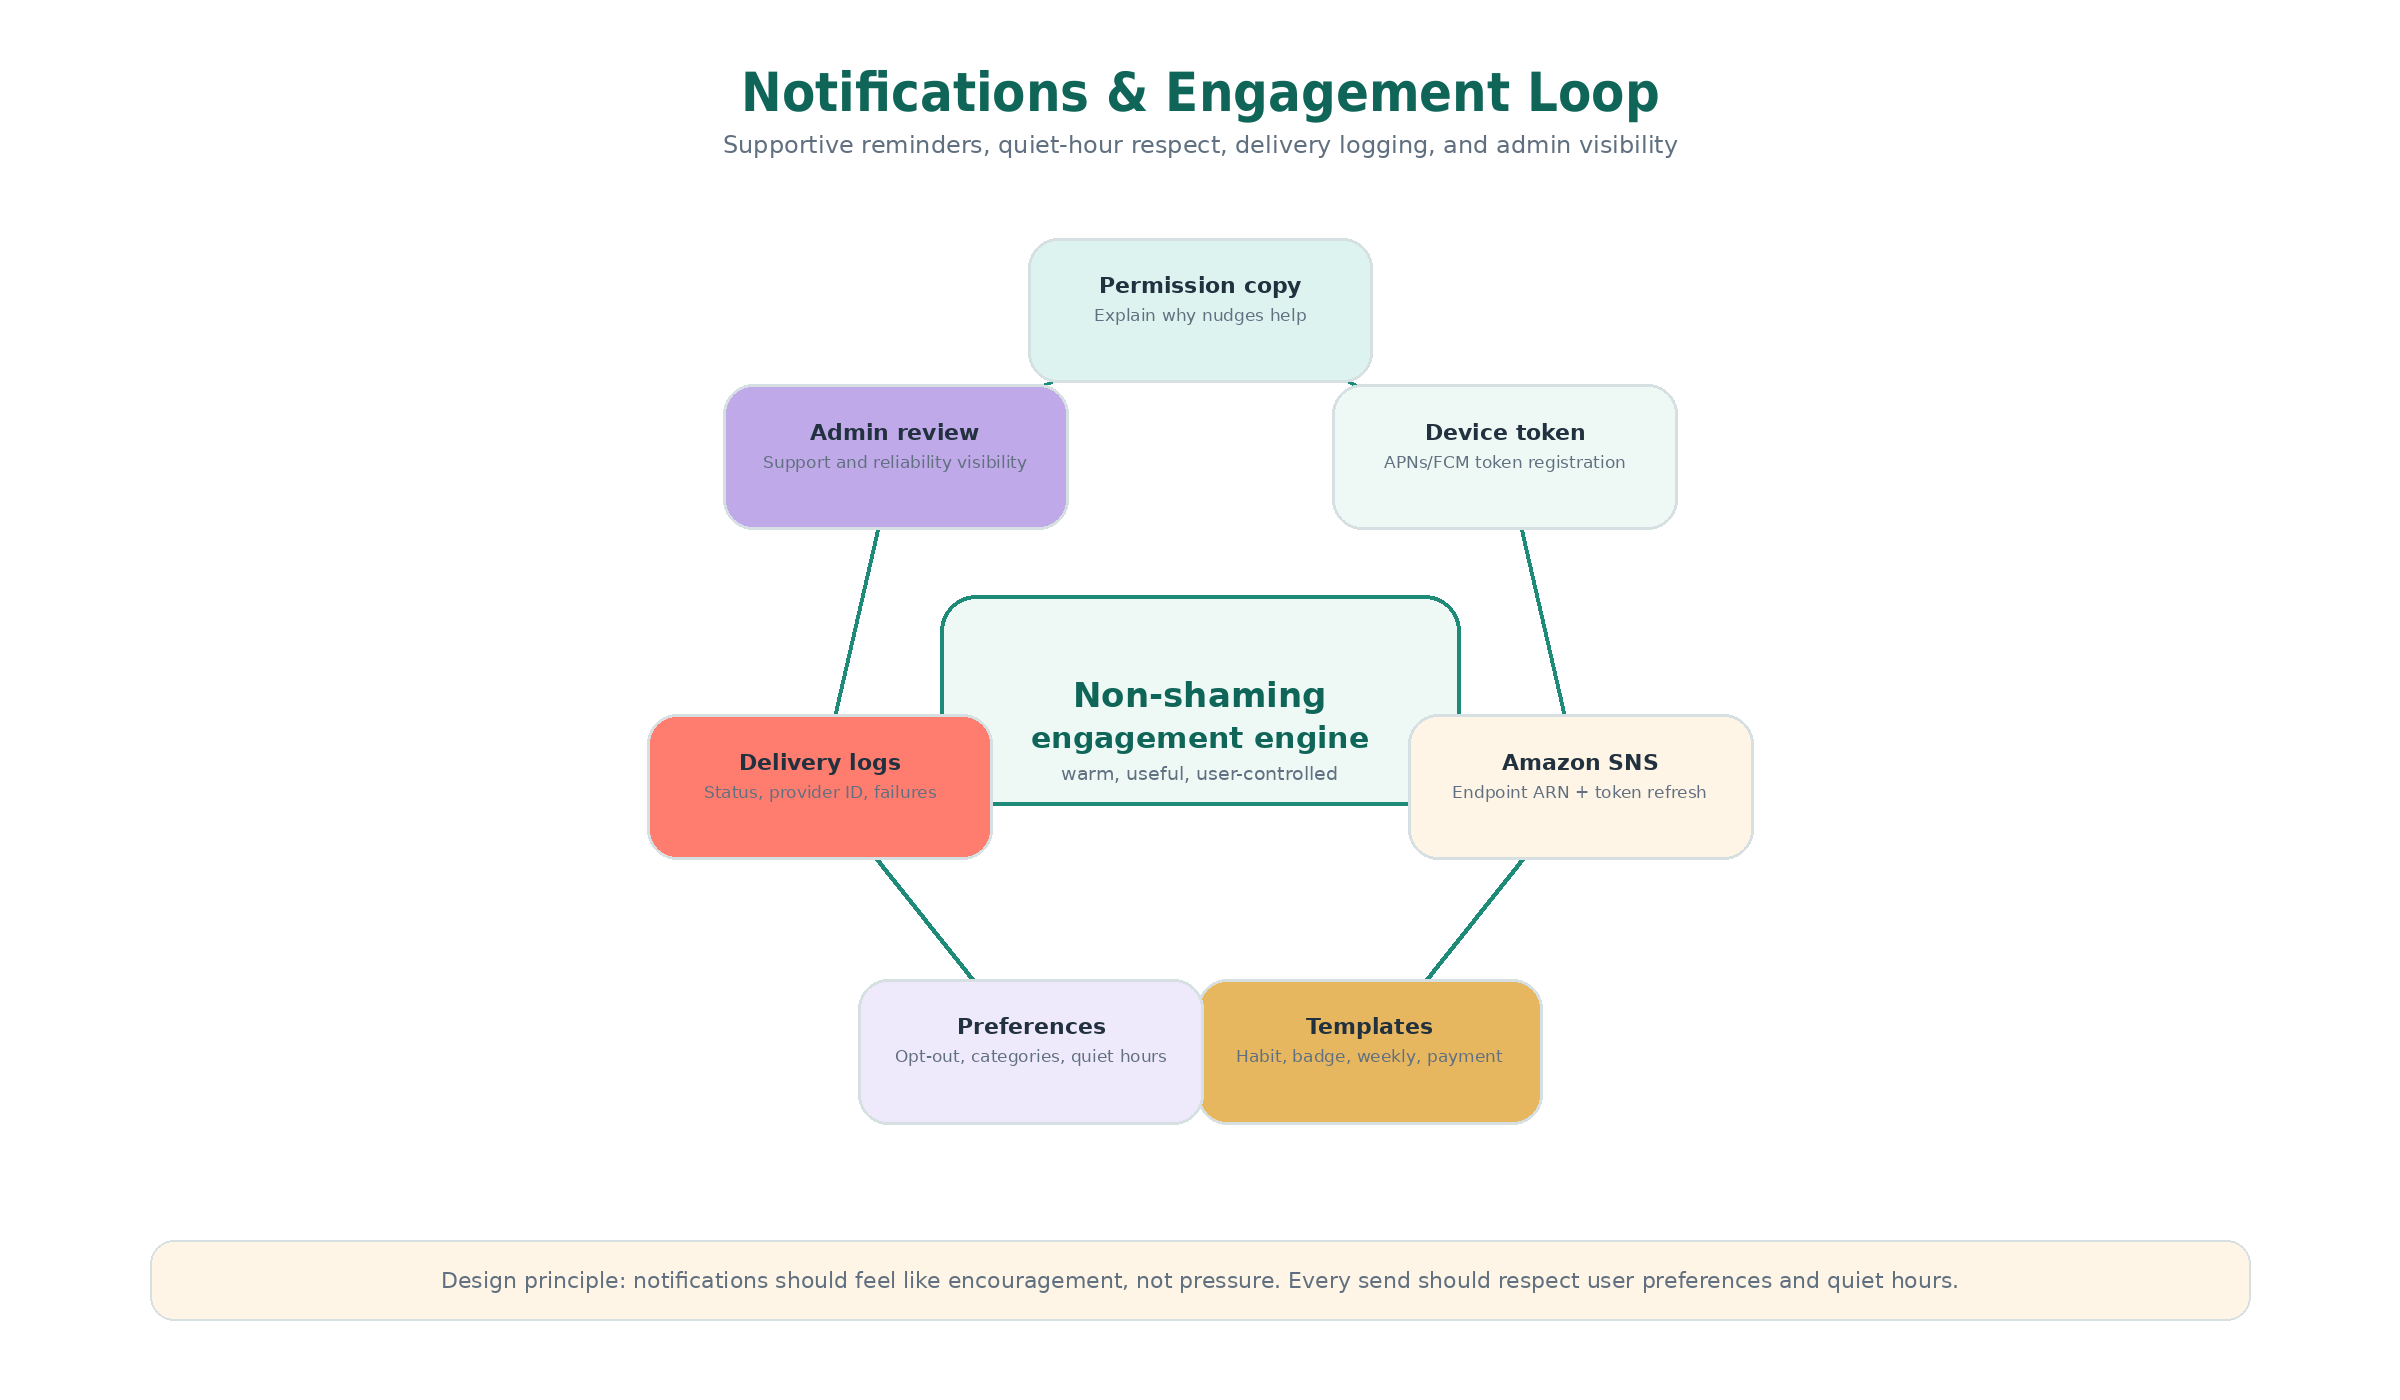 Notifications & Engagement Loop
Supportive reminders, quiet-hour respect, delivery logging, and admin visibility
Permission copy
Explain why nudges help
Admin review
Support and reliability visibility
Device token
APNs/FCM token registration
Non-shaming
engagement engine
warm, useful, user-controlled
Delivery logs
Status, provider ID, failures
Amazon SNS
Endpoint ARN + token refresh
Preferences
Opt-out, categories, quiet hours
Templates
Habit, badge, weekly, payment
Design principle: notifications should feel like encouragement, not pressure. Every send should respect user preferences and quiet hours.